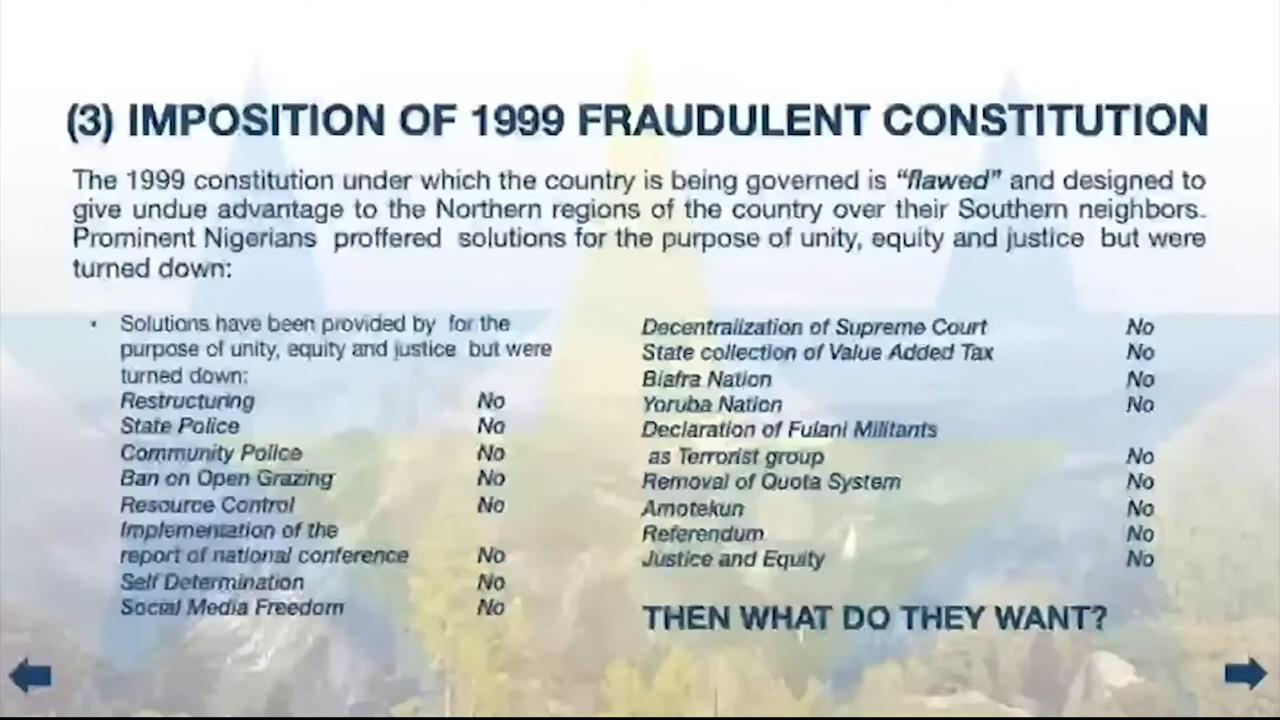 (3) IMPOSITION OF 1999 FRAUDULENT CONSTITUTION
The 1999 constitution under which the country is being governed is “flawed” and designed to
give undue advantage to the Northern regions of the country over their Southern neighbors.
Prominent Nigerians proffered solutions for the purpose of unity, equity and justice but were
turned down:
• Solutions have been provided by for the
purpose of unity, equity and justice but were
turned down:
Restructuring No
State Police No
Community Police No
Ban on Open Grazing No
Resource Control No
Implementation of the
report of national conference No
Self Determination No
Social Media Freedom No
Decentralization of Supreme Court No
State collection of Value Added Tax No
Biafra Nation No
Yoruba Nation No
Declaration of Fulani Militants
as Terrorist group No
Removal of Quota System No
Amotekun No
Referendum No
Justice and Equity No
THEN WHAT DO THEY WANT?